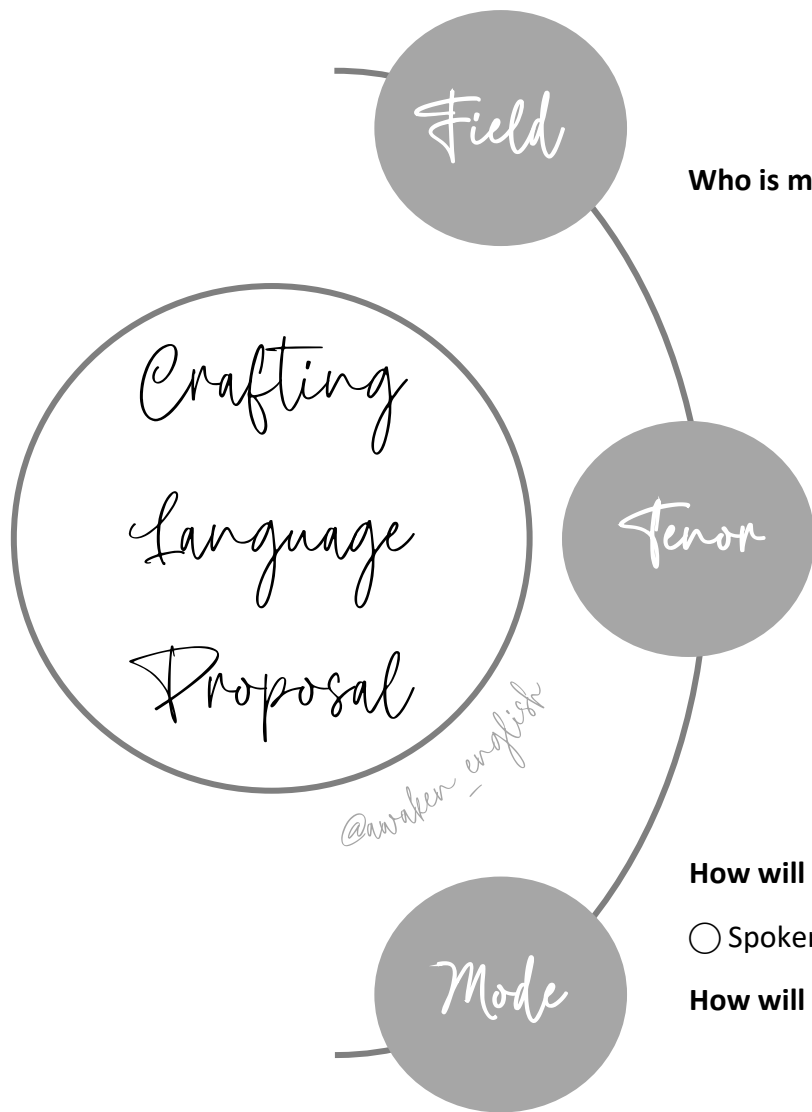 Field
Who is m
Crafting
Language
Proposal
Tenor
@awaken_english
How will
Spoken
Mode
How will